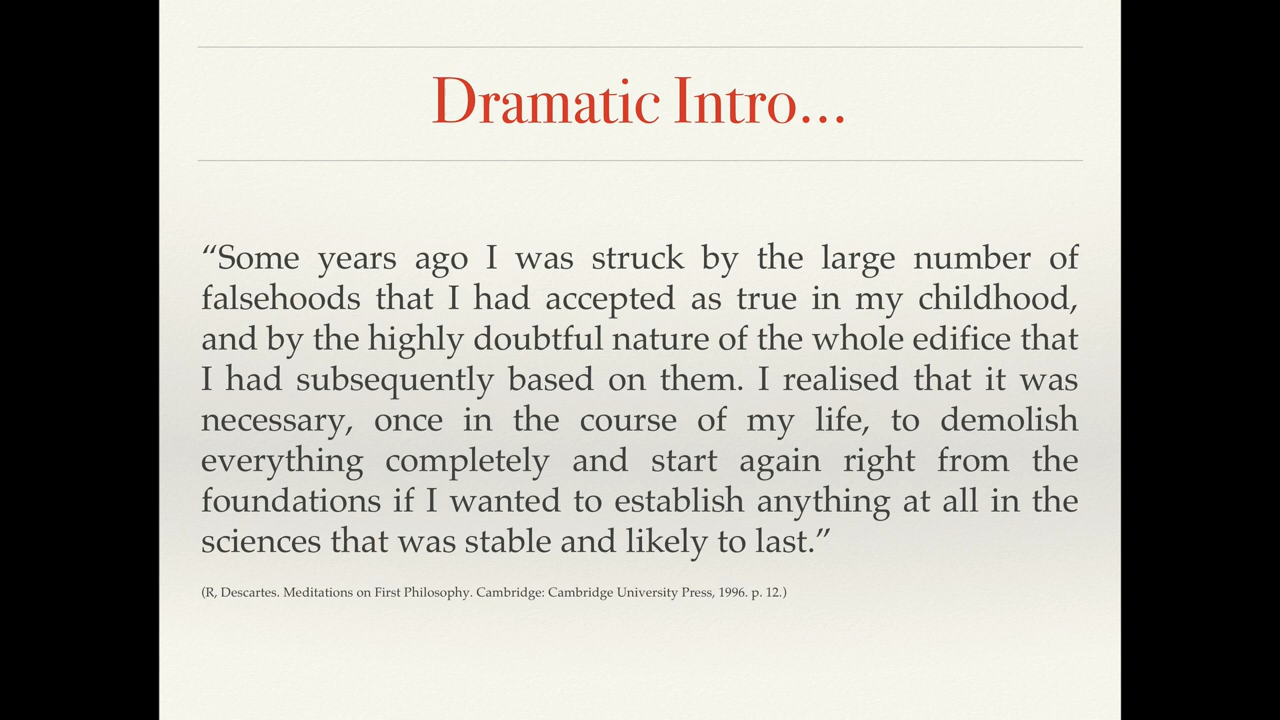 Dramatic Intro...
“Some years ago I was struck by the large number of
falsehoods that I had accepted as true in my childhood,
and by the highly doubtful nature of the whole edifice that
I had subsequently based on them. I realised that it was
necessary, once in the course of my life, to demolish
everything completely and start again right from the
foundations if I wanted to establish anything at all in the
sciences that was stable and likely to last.”
(R, Descartes. Meditations on First Philosophy. Cambridge: Cambridge University Press, 1996. p. 12.)